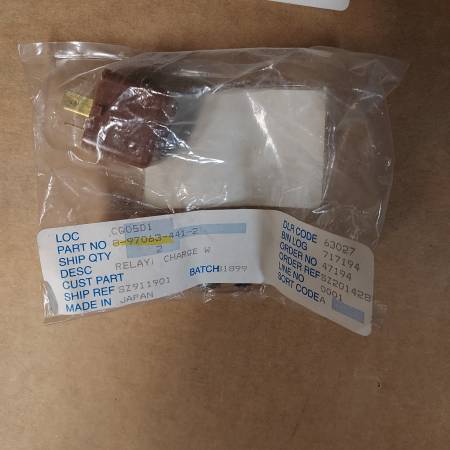 LOC CG05D1
PART NO 8-97063-441-2
SHIP QTY 2
DESC RELAY; CHARGE W
CUST PART BATCH 31899
SHIP REF SZ911901
MADE IN JAPAN
DLR CODE 63027
BIN LOG 717194
ORDER NO 47194
ORDER REF SZ201428
LINE NO 0001
SORT CODE A